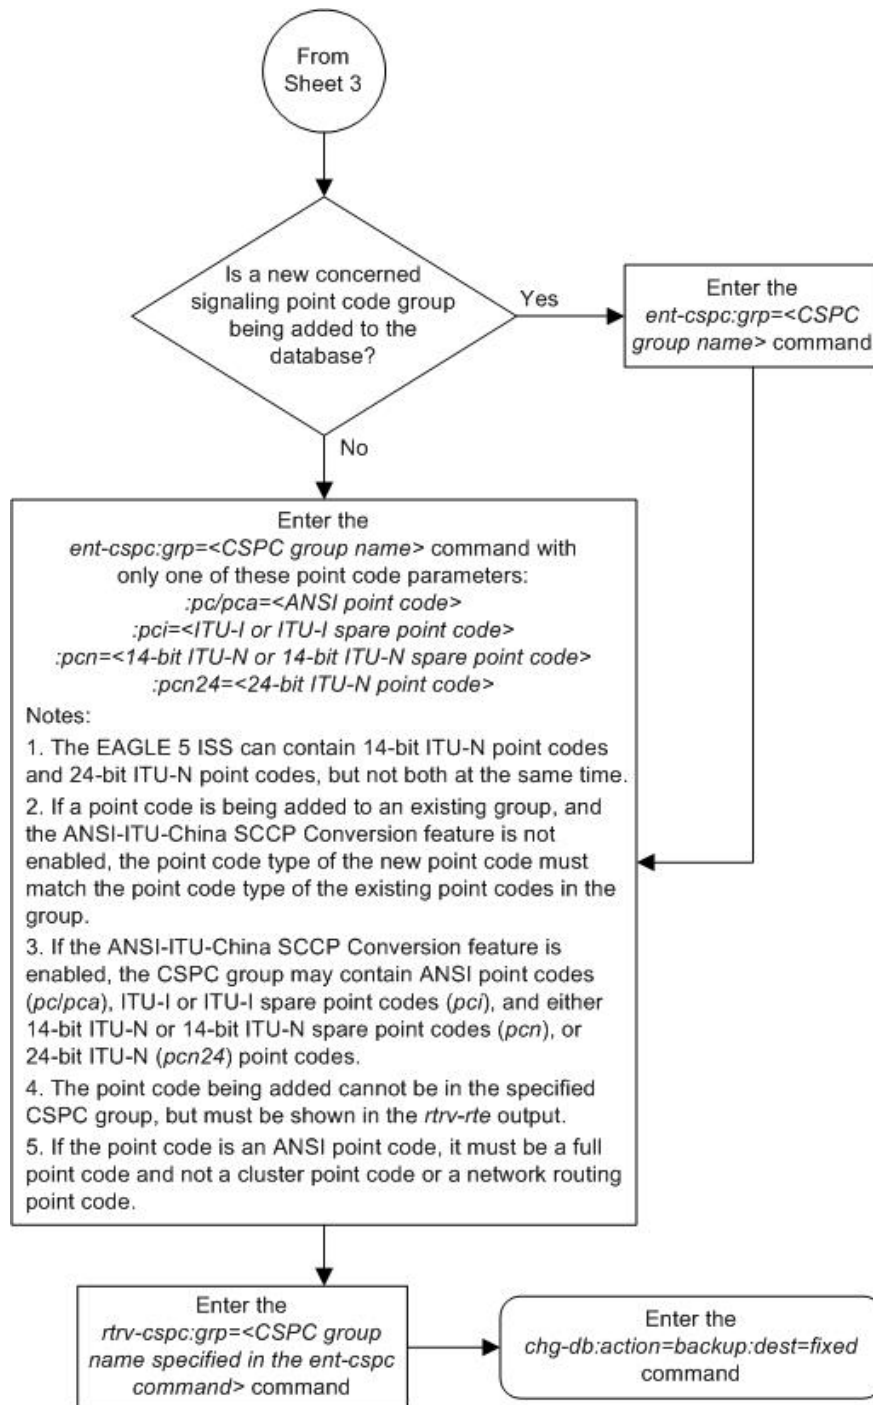 From
Sheet 3
Is a new concerned
signaling point code group
being added to the
database?
Yes
Enter the
ent-cspc:grp=<CSPC
group name> command
No
Enter the
ent-cspc:grp=<CSPC group name> command with
only one of these point code parameters:
:pc/pca=<ANSI point code>
:pci=<ITU-I or ITU-I spare point code>
:pcn=<14-bit ITU-N or 14-bit ITU-N spare point code>
:pcn24=<24-bit ITU-N point code>
Notes:
1. The EAGLE 5 ISS can contain 14-bit ITU-N point codes
and 24-bit ITU-N point codes, but not both at the same time.
2. If a point code is being added to an existing group, and
the ANSI-ITU-China SCCP Conversion feature is not
enabled, the point code type of the new point code must
match the point code type of the existing point codes in the
group.
3. If the ANSI-ITU-China SCCP Conversion feature is
enabled, the CSPC group may contain ANSI point codes
(pc/pca), ITU-I or ITU-I spare point codes (pci), and either
14-bit ITU-N or 14-bit ITU-N spare point codes (pcn), or
24-bit ITU-N (pcn24) point codes.
4. The point code being added cannot be in the specified
CSPC group, but must be shown in the rtrv-rte output.
5. If the point code is an ANSI point code, it must be a full
point code and not a cluster point code or a network routing
point code.
Enter the
rtrv-cspc:grp=<CSPC group
name specified in the ent-cspc
command> command
Enter the
chg-db:action=backup:dest=fixed
command